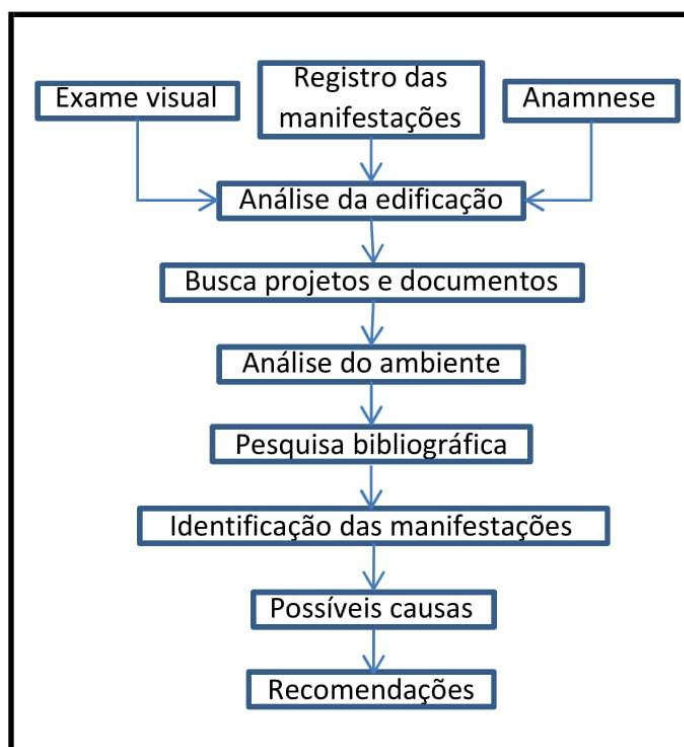 Exame visual
Registro das
manifestações
Anamnese
Análise da edificação
Busca projetos e documentos
Análise do ambiente
Pesquisa bibliográfica
Identificação das manifestações
Possíveis causas
Recomendações